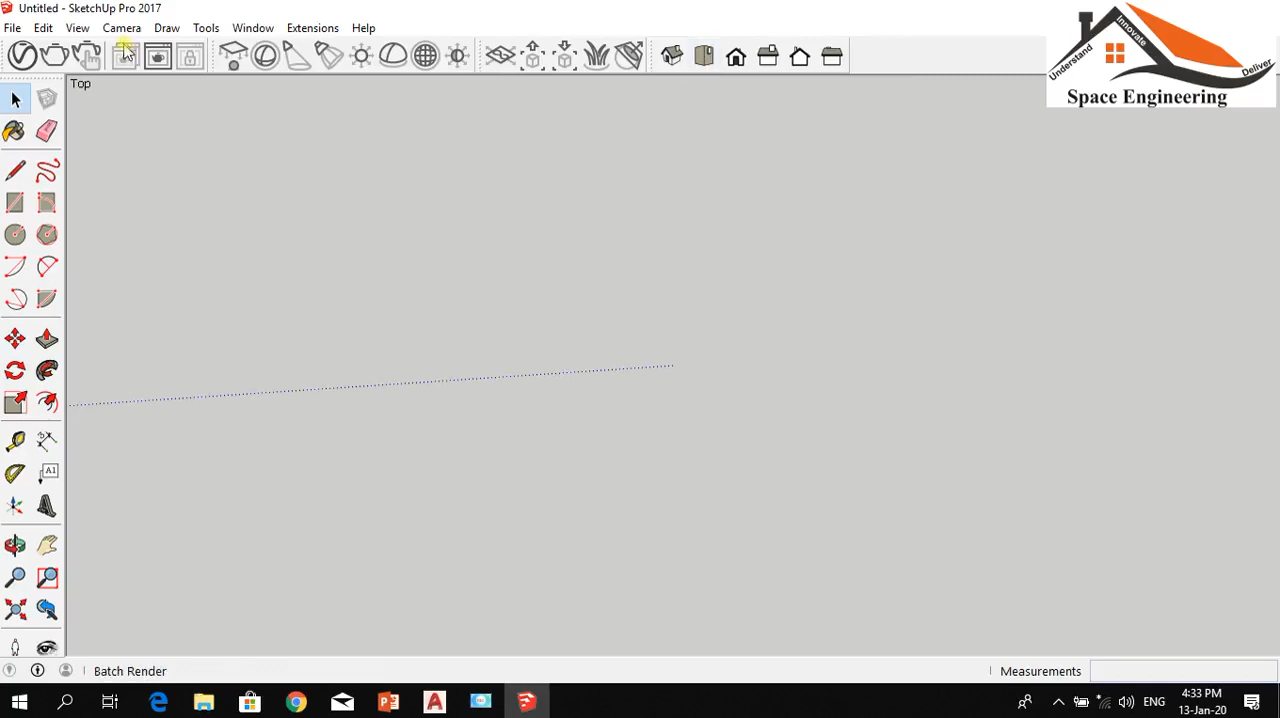 Untitled - SketchUp Pro 2017
File Edit View Camera Draw Tools Window Extensions Help
Top
Understand Innovate Deliver
Space Engineering
A1
Batch Render
Measurements
ENG
4:33 PM
13-Jan-20